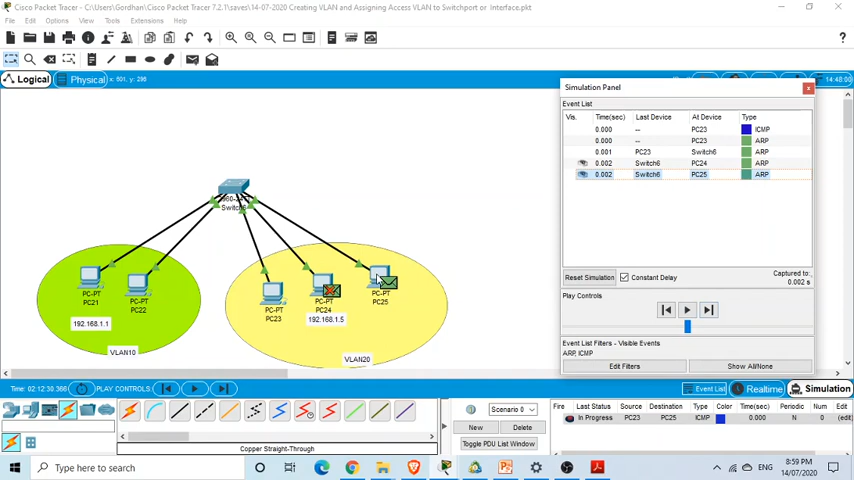 Cisco Packet Tracer - C:\Users\Gordhan\Cisco Packet Tracer 7.2.1\saves\14-07-2020 Creating VLAN and Assigning Access VLAN to Switchport or Interface.pkt
File Edit Options View Tools Extensions Help
Logical Physical x: 501, y: 286 14:48:00
Simulation Panel
Event List
Vis. Time(sec) Last Device At Device Type
0.000 -- PC23 ICMP
0.000 -- PC23 ARP
0.001 PC23 Switch6 ARP
0.002 Switch6 PC24 ARP
0.002 Switch6 PC25 ARP
Reset Simulation Constant Delay Captured to:
0.002 s
Play Controls
Event List Filters - Visible Events
ARP, ICMP
Edit Filters Show All/None
Switch6
PC-PT
PC21
192.168.1.1
PC-PT
PC22
VLAN10
PC-PT
PC23
PC-PT
PC24
192.168.1.5
PC-PT
PC25
VLAN20
Time: 02:12:30.366 PLAY CONTROLS: Event List Realtime Simulation
Scenario 0
New Delete
Toggle PDU List Window
Copper Straight-Through
Fire Last Status Source Destination Type Color Time(sec) Periodic Num Edit
In Progress PC23 PC25 ICMP 0.000 N 0 (edit)
Type here to search
ENG
8:59 PM
14/07/2020